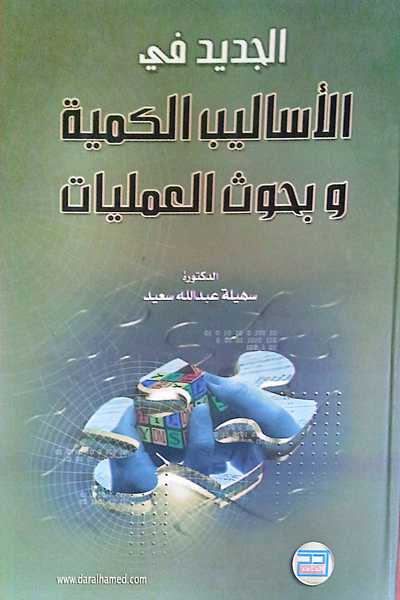 الجديد في
الأساليب الكمية
و بحوث العمليات
الدكتورة
سهيلة عبدالله سعيد
www.daralhamed.com